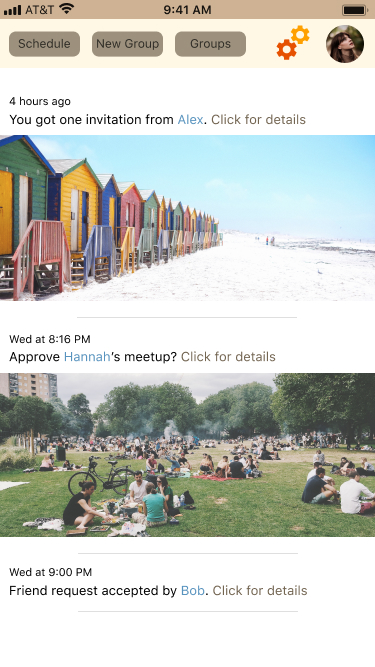 AT&T 9:41 AM
Schedule New Group Groups
4 hours ago
You got one invitation from Alex. Click for details
Wed at 8:16 PM
Approve Hannah's meetup? Click for details
Wed at 9:00 PM
Friend request accepted by Bob. Click for details